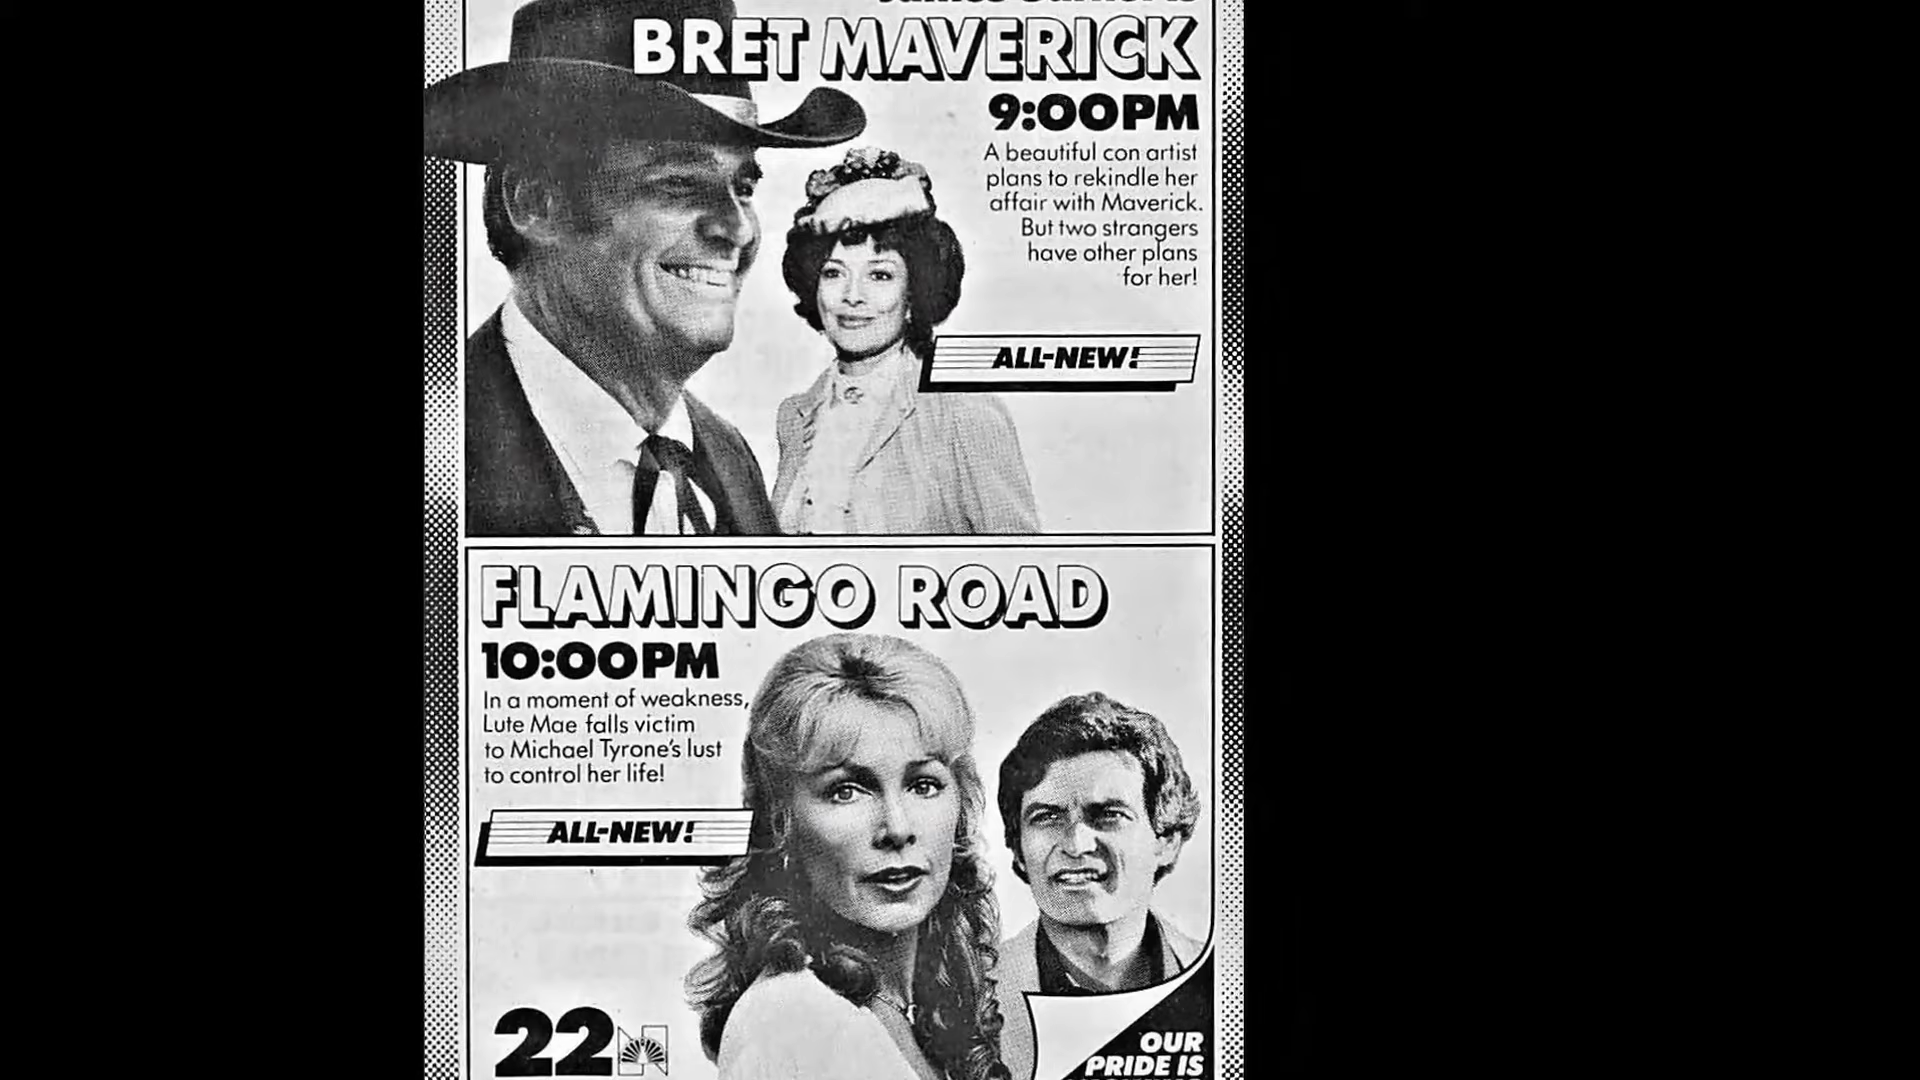 BRET MAVERICK
9:00PM
A beautiful con artist
plans to rekindle her
affair with Maverick.
But two strangers
have other plans
for her!
ALL-NEW!
FLAMINGO ROAD
10:00PM
In a moment of weakness,
Lute Mae falls victim
to Michael Tyrone's lust
to control her life!
ALL-NEW!
22
OUR
PRIDE IS